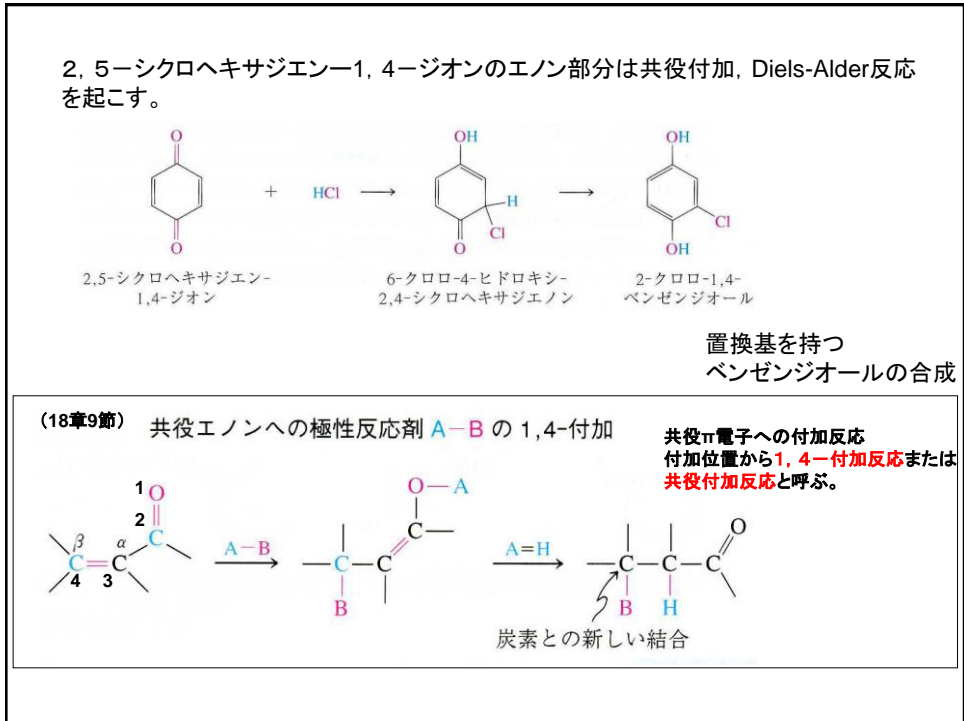 2, 5-シクロヘキサジエン-1, 4-ジオンのエノン部分は共役付加, Diels-Alder反応
を起こす。
O
O
+
HCl
OH
H
Cl
O
OH
Cl
OH
2,5-シクロヘキサジエン-
1,4-ジオン
6-クロロ-4-ヒドロキシ-
2,4-シクロヘキサジエノン
2-クロロ-1,4-
ベンゼンジオール
置換基を持つ
ベンゼンジオールの合成
(18章9節)
共役エノンへの極性反応剤 A-B の 1,4-付加
共役π電子への付加反応
付加位置から1, 4-付加反応または
共役付加反応と呼ぶ。
1 O
2 C
β C=C α
4 3
A-B
O-A
C
C C
B
A=H
O
C C C
B H
炭素との新しい結合